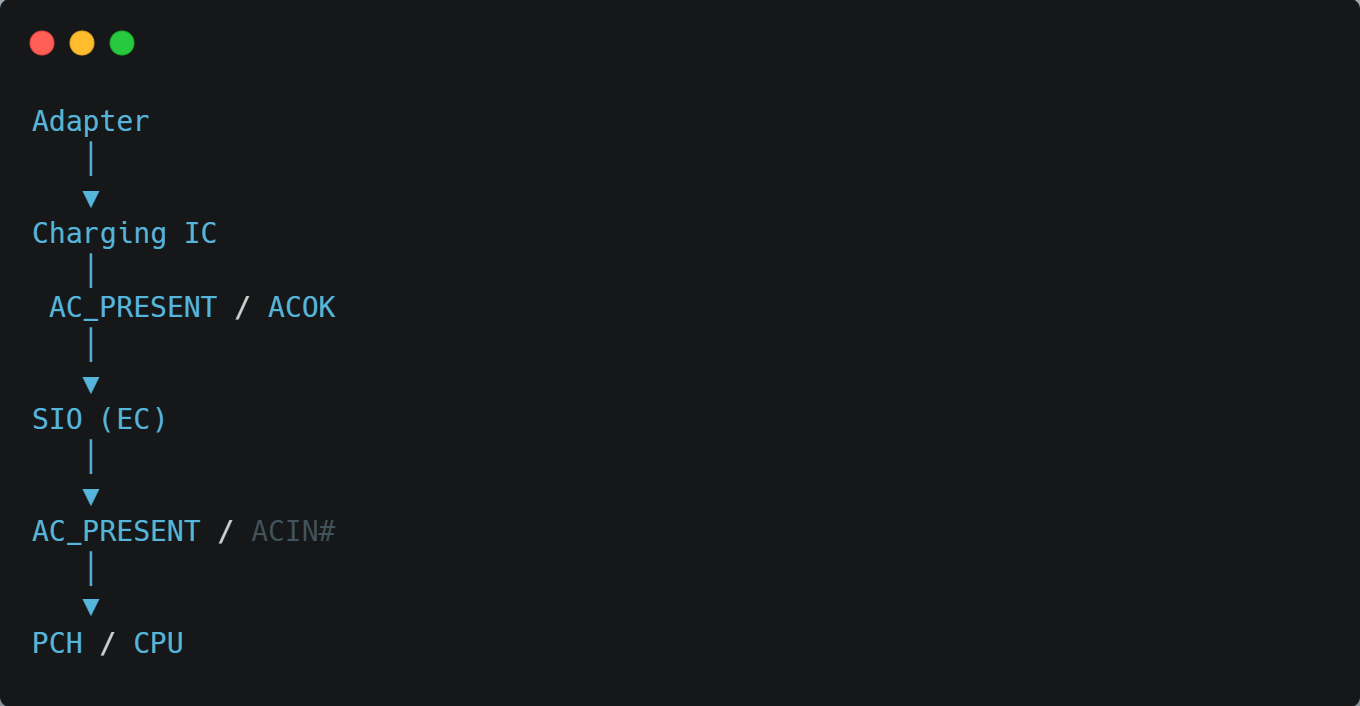 Adapter
│
▼
Charging IC
│
AC_PRESENT / ACOK
│
▼
SIO (EC)
│
▼
AC_PRESENT / ACIN#
│
▼
PCH / CPU